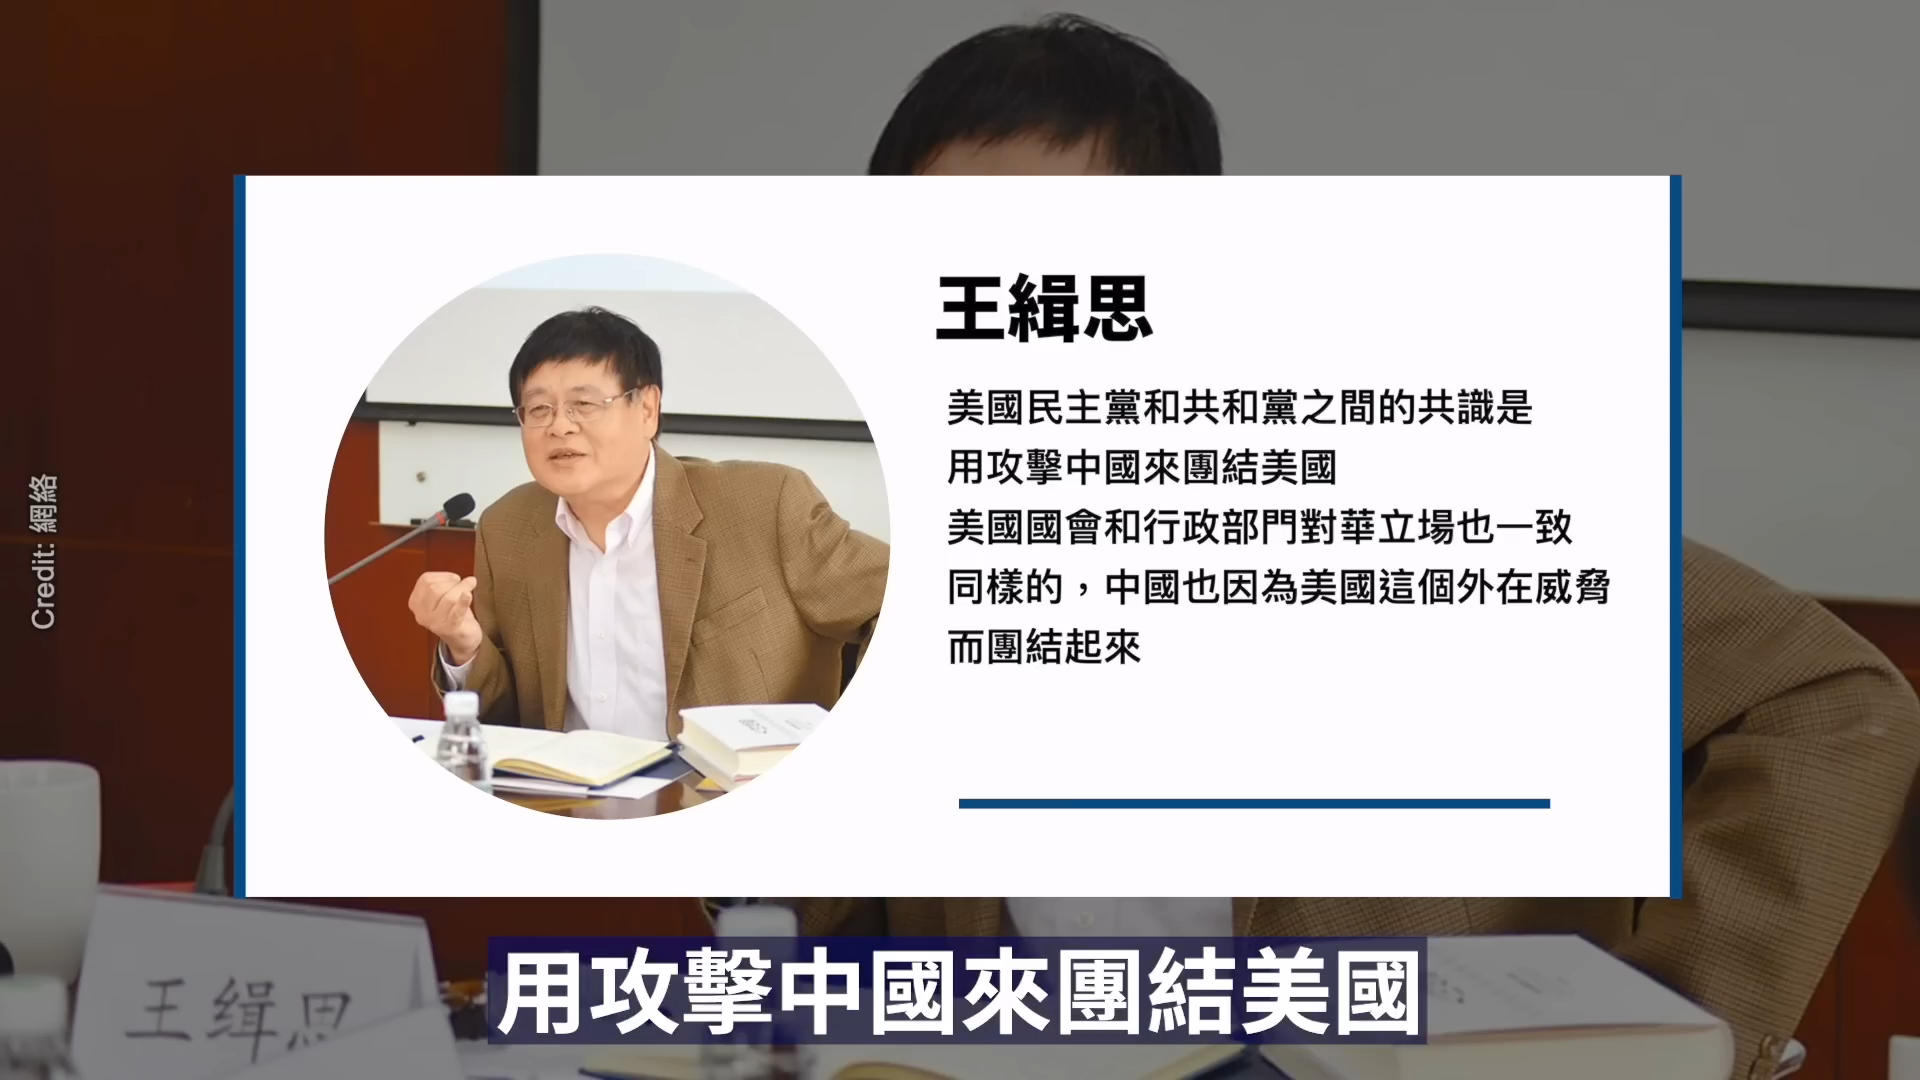 王緝思
美國民主黨和共和黨之間的共識是
用攻擊中國來團結美國
美國國會和行政部門對華立場也一致
同樣的，中國也因為美國這個外在威脅
而團結起來
Credit: 網絡
王缉思
用攻擊中國來團結美國